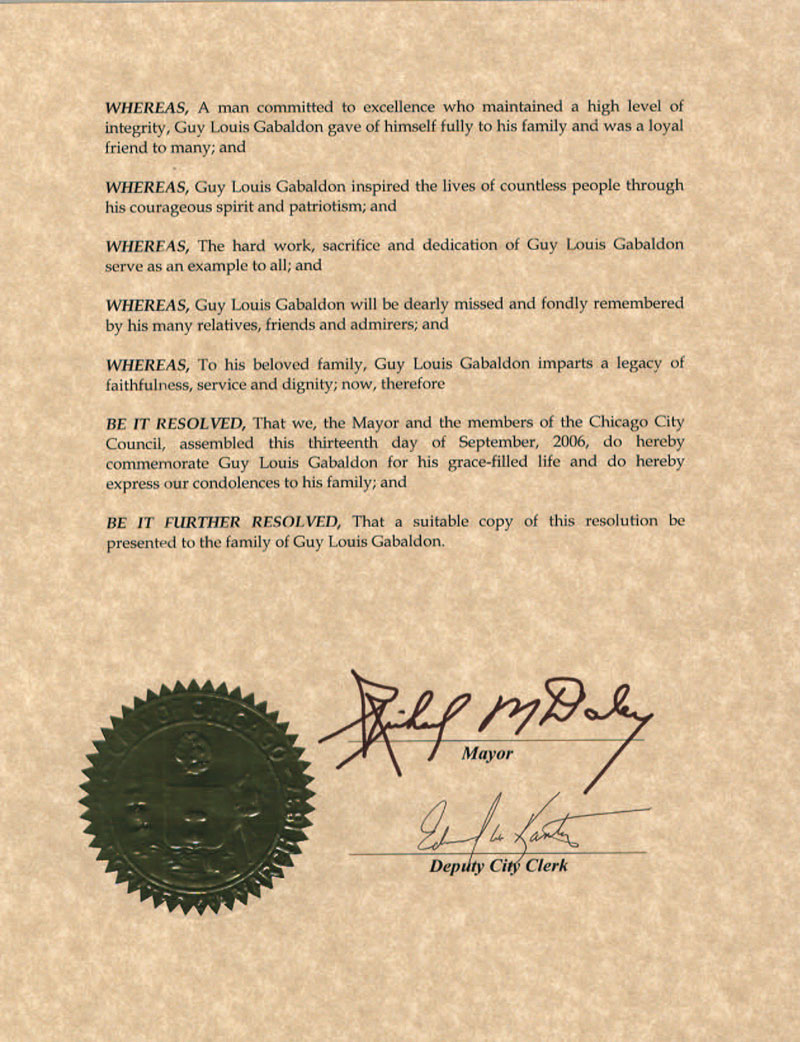 WHEREAS, A man committed to excellence who maintained a high level of
integrity, Guy Louis Gabaldon gave of himself fully to his family and was a loyal
friend to many; and
WHEREAS, Guy Louis Gabaldon inspired the lives of countless people through
his courageous spirit and patriotism; and
WHEREAS, The hard work, sacrifice and dedication of Guy Louis Gabaldon
serve as an example to all; and
WHEREAS, Guy Louis Gabaldon will be dearly missed and fondly remembered
by his many relatives, friends and admirers; and
WHEREAS, To his beloved family, Guy Louis Gabaldon imparts a legacy of
faithfulness, service and dignity; now, therefore
BE IT RESOLVED, That we, the Mayor and the members of the Chicago City
Council, assembled this thirteenth day of September, 2006, do hereby
commemorate Guy Louis Gabaldon for his grace-filled life and do hereby
express our condolences to his family; and
BE IT FURTHER RESOLVED, That a suitable copy of this resolution be
presented to the family of Guy Louis Gabaldon.
Richard M Daley
Mayor
Deputy City Clerk